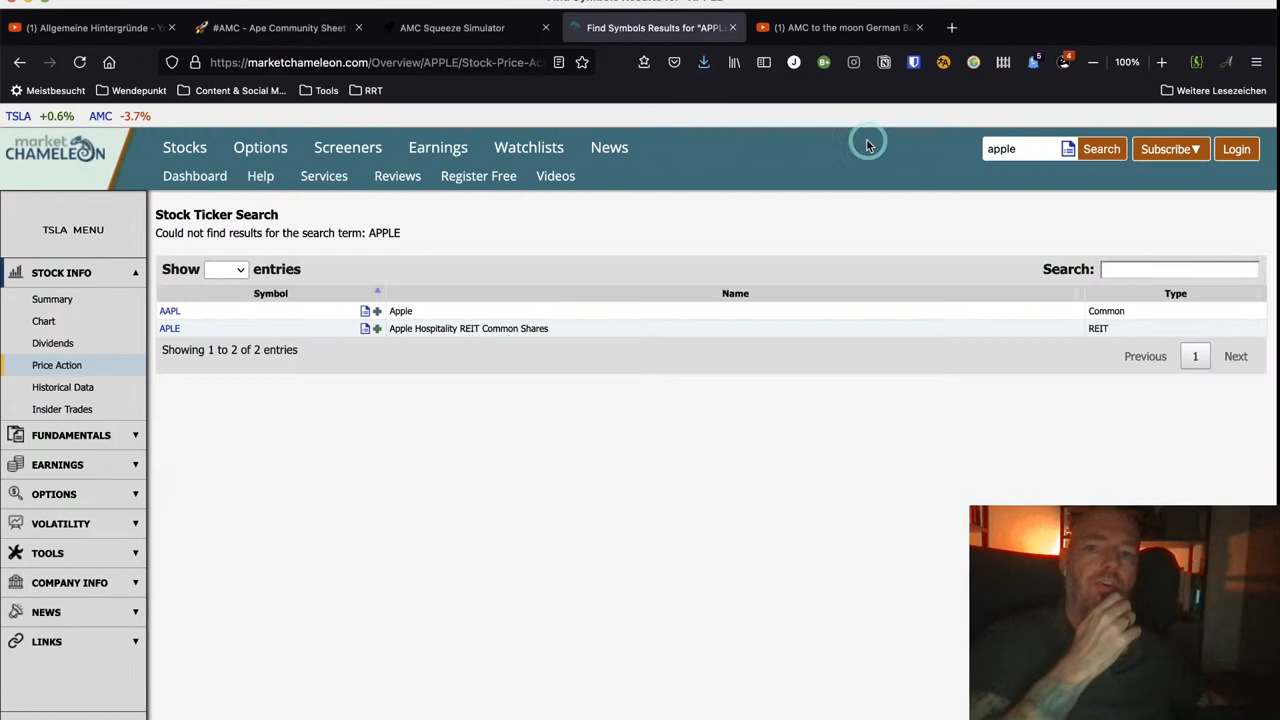 (1) Allgemeine Hintergründe - Yo
#AMC - Ape Community Sheet -
AMC Squeeze Simulator
Find Symbols Results for "APPLE
(1) AMC to the moon German Ba
https://marketchameleon.com/Overview/APPLE/Stock-Price-Ac
100%
5
4
Meistbesucht
Wendepunkt
Content & Social M...
Tools
RRT
Weitere Lesezeichen
TSLA +0.6% AMC -3.7%
market
CHAMELEON
Stocks Options Screeners Earnings Watchlists News
apple
Search
Subscribe▼
Login
Dashboard Help Services Reviews Register Free Videos
TSLA MENU
STOCK INFO
Summary
Chart
Dividends
Price Action
Historical Data
Insider Trades
FUNDAMENTALS
EARNINGS
OPTIONS
VOLATILITY
TOOLS
COMPANY INFO
NEWS
LINKS
Stock Ticker Search
Could not find results for the search term: APPLE
Show entries
Search:
Symbol Name Type
AAPL Apple Common
APLE Apple Hospitality REIT Common Shares REIT
Showing 1 to 2 of 2 entries
Previous 1 Next